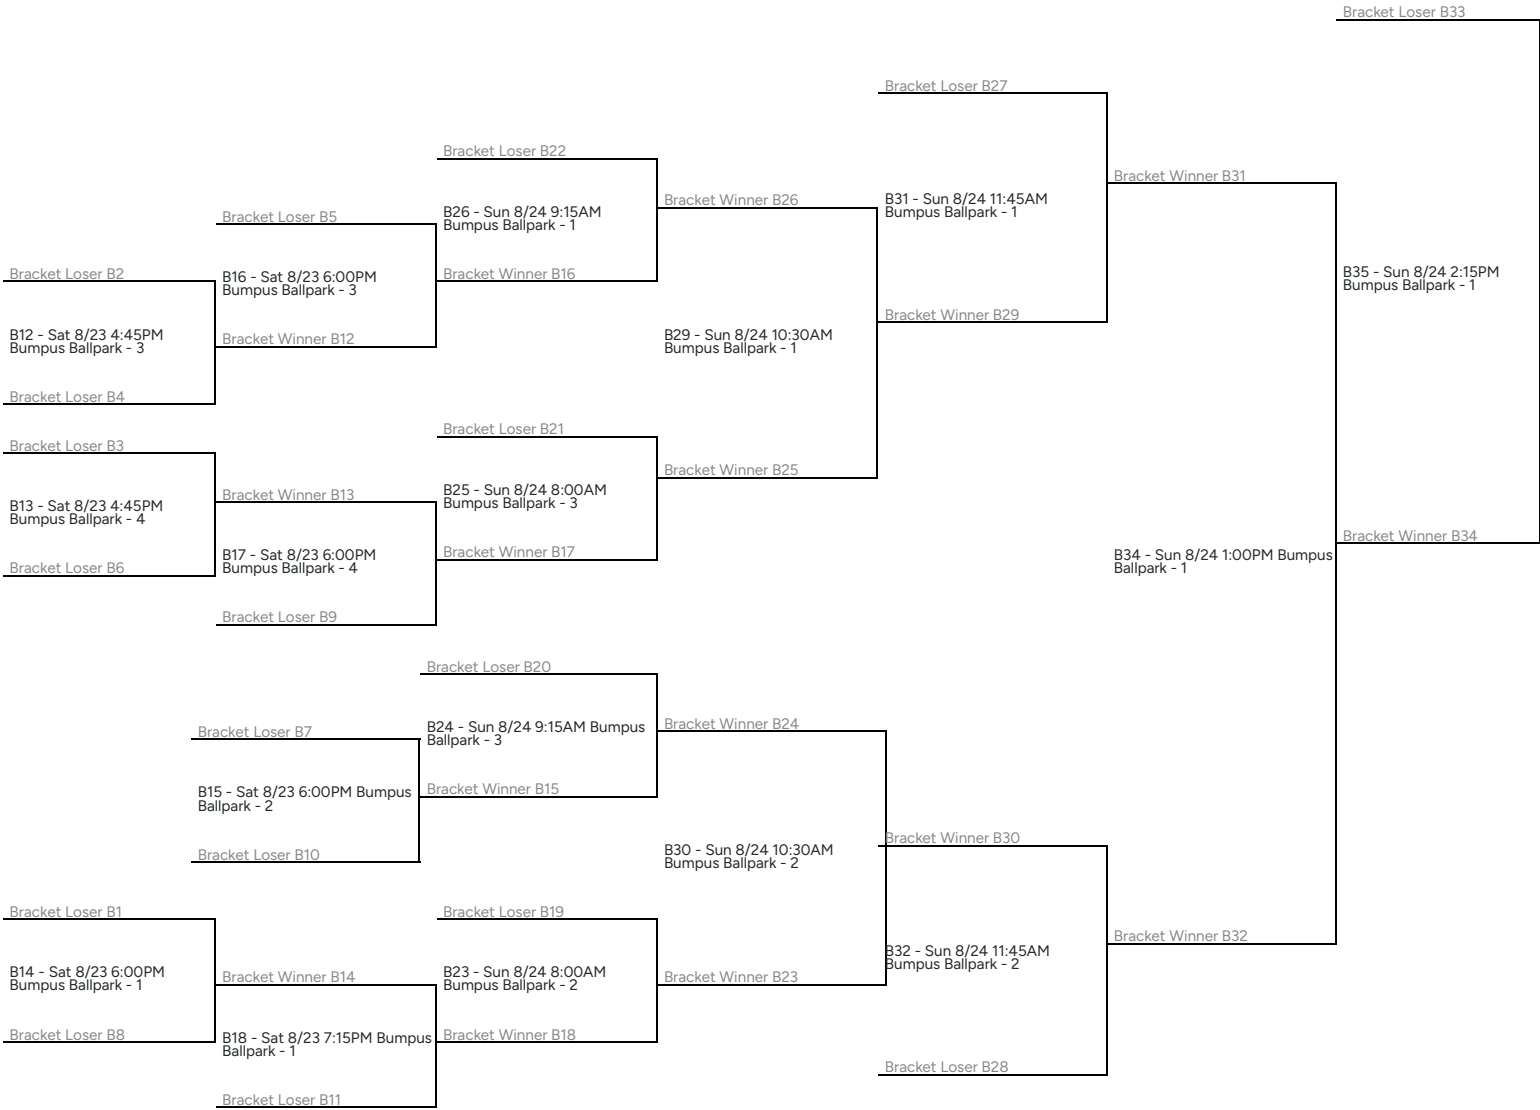 Bracket Loser B33
Bracket Loser B27
Bracket Loser B22
Bracket Winner B31
Bracket Winner B26
B31 - Sun 8/24 11:45AM
Bumpus Ballpark - 1
B26 - Sun 8/24 9:15AM
Bumpus Ballpark - 1
Bracket Loser B5
Bracket Loser B2
B16 - Sat 8/23 6:00PM
Bumpus Ballpark - 3
Bracket Winner B16
B35 - Sun 8/24 2:15PM
Bumpus Ballpark - 1
Bracket Winner B29
B12 - Sat 8/23 4:45PM
Bumpus Ballpark - 3
Bracket Winner B12
B29 - Sun 8/24 10:30AM
Bumpus Ballpark - 1
Bracket Loser B4
Bracket Loser B21
Bracket Loser B3
Bracket Winner B25
Bracket Winner B13
B25 - Sun 8/24 8:00AM
Bumpus Ballpark - 3
B13 - Sat 8/23 4:45PM
Bumpus Ballpark - 4
Bracket Winner B34
Bracket Winner B17
B17 - Sat 8/23 6:00PM
Bumpus Ballpark - 4
B34 - Sun 8/24 1:00PM Bumpus
Ballpark - 1
Bracket Loser B6
Bracket Loser B9
Bracket Loser B20
Bracket Loser B7
B24 - Sun 8/24 9:15AM Bumpus
Ballpark - 3
Bracket Winner B24
B15 - Sat 8/23 6:00PM Bumpus
Ballpark - 2
Bracket Winner B15
Bracket Winner B30
Bracket Loser B10
B30 - Sun 8/24 10:30AM
Bumpus Ballpark - 2
Bracket Loser B1
Bracket Loser B19
Bracket Winner B32
B32 - Sun 8/24 11:45AM
Bumpus Ballpark - 2
B14 - Sat 8/23 6:00PM
Bumpus Ballpark - 1
Bracket Winner B14
B23 - Sun 8/24 8:00AM
Bumpus Ballpark - 2
Bracket Winner B23
Bracket Loser B8
B18 - Sat 8/23 7:15PM Bumpus
Ballpark - 1
Bracket Winner B18
Bracket Loser B28
Bracket Loser B11